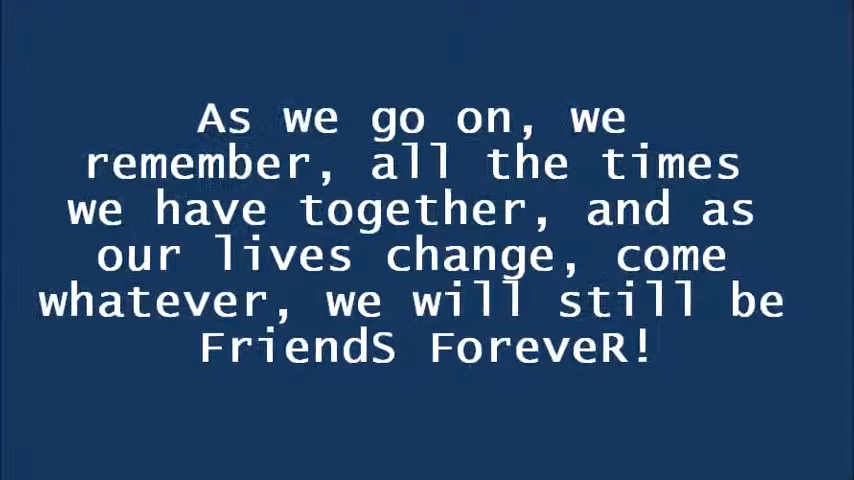 As we go on, we
remember, all the times
we have together, and as
our lives change, come
whatever, we will still be
FriendS ForeveR!